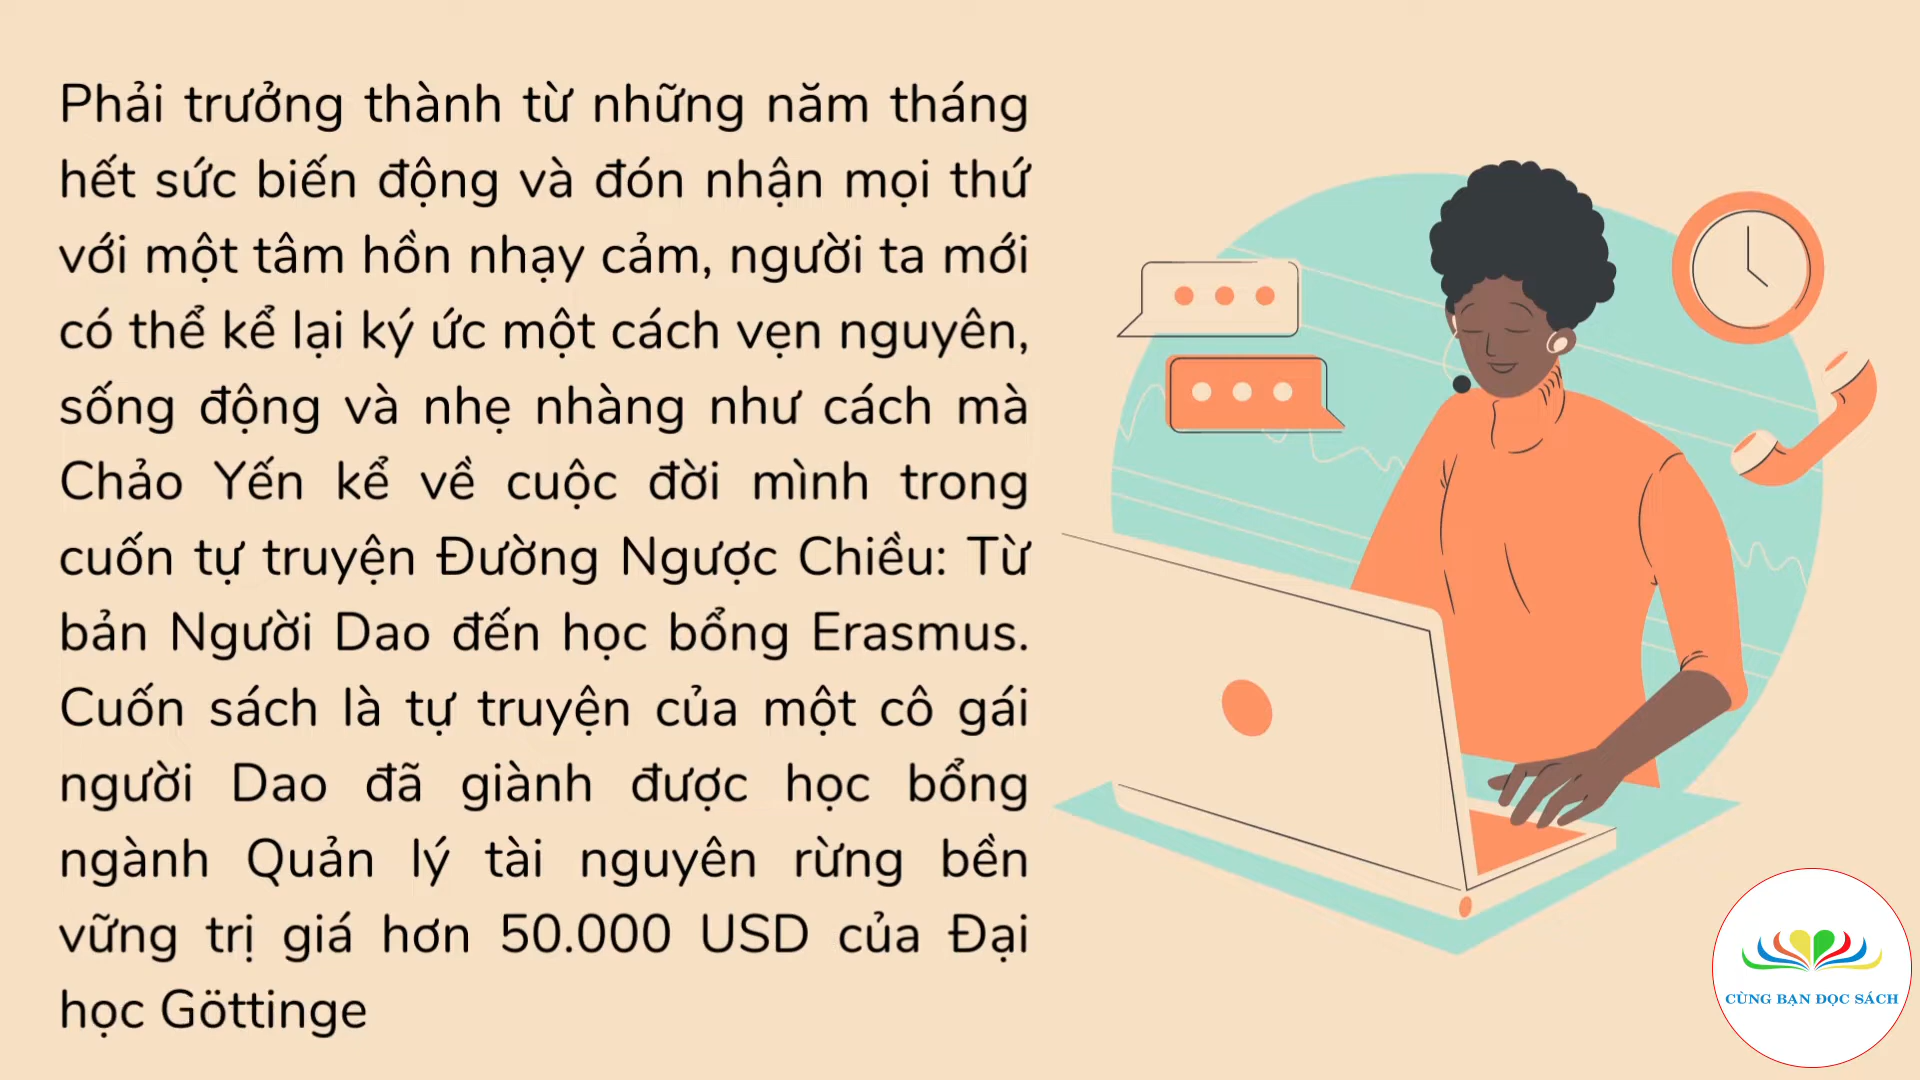 Phải trưởng thành từ những năm tháng
hết sức biến động và đón nhận mọi thứ
với một tâm hồn nhạy cảm, người ta mới
có thể kể lại ký ức một cách vẹn nguyên,
sống động và nhẹ nhàng như cách mà
Chảo Yến kể về cuộc đời mình trong
cuốn tự truyện Đường Ngược Chiều: Từ
bản Người Dao đến học bổng Erasmus.
Cuốn sách là tự truyện của một cô gái
người Dao đã giành được học bổng
ngành Quản lý tài nguyên rừng bền
vững trị giá hơn 50.000 USD của Đại
học Göttinge
CÙNG BẠN ĐỌC SÁCH